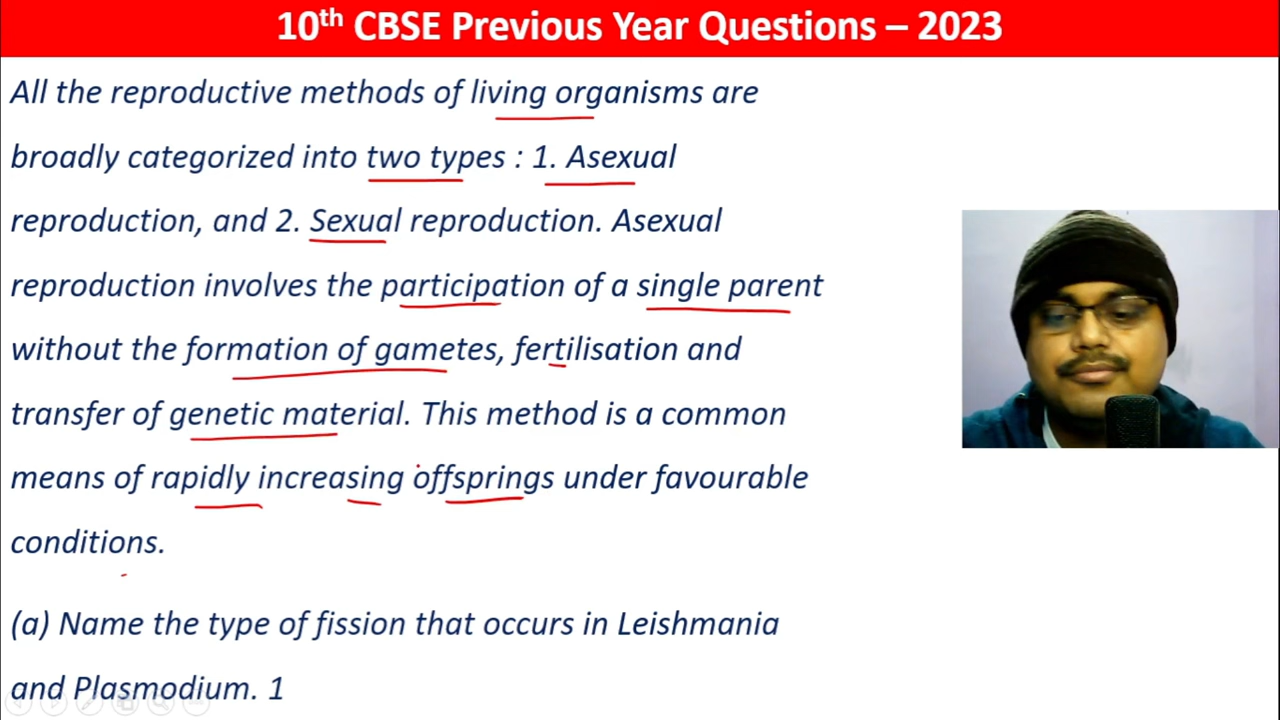 10th CBSE Previous Year Questions – 2023
All the reproductive methods of living organisms are
broadly categorized into two types : 1. Asexual
reproduction, and 2. Sexual reproduction. Asexual
reproduction involves the participation of a single parent
without the formation of gametes, fertilisation and
transfer of genetic material. This method is a common
means of rapidly increasing offsprings under favourable
conditions.
(a) Name the type of fission that occurs in Leishmania
and Plasmodium. 1